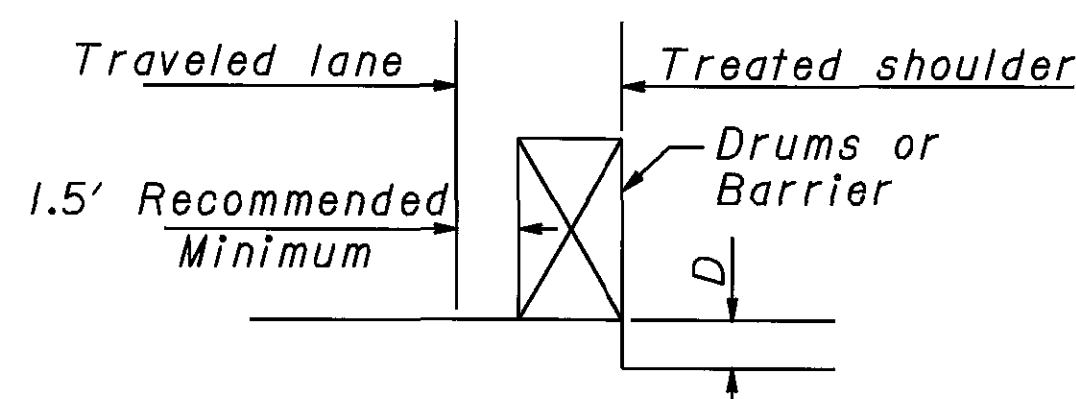 Traveled lane
Treated shoulder
Drums or
Barrier
1.5' Recommended
Minimum
D